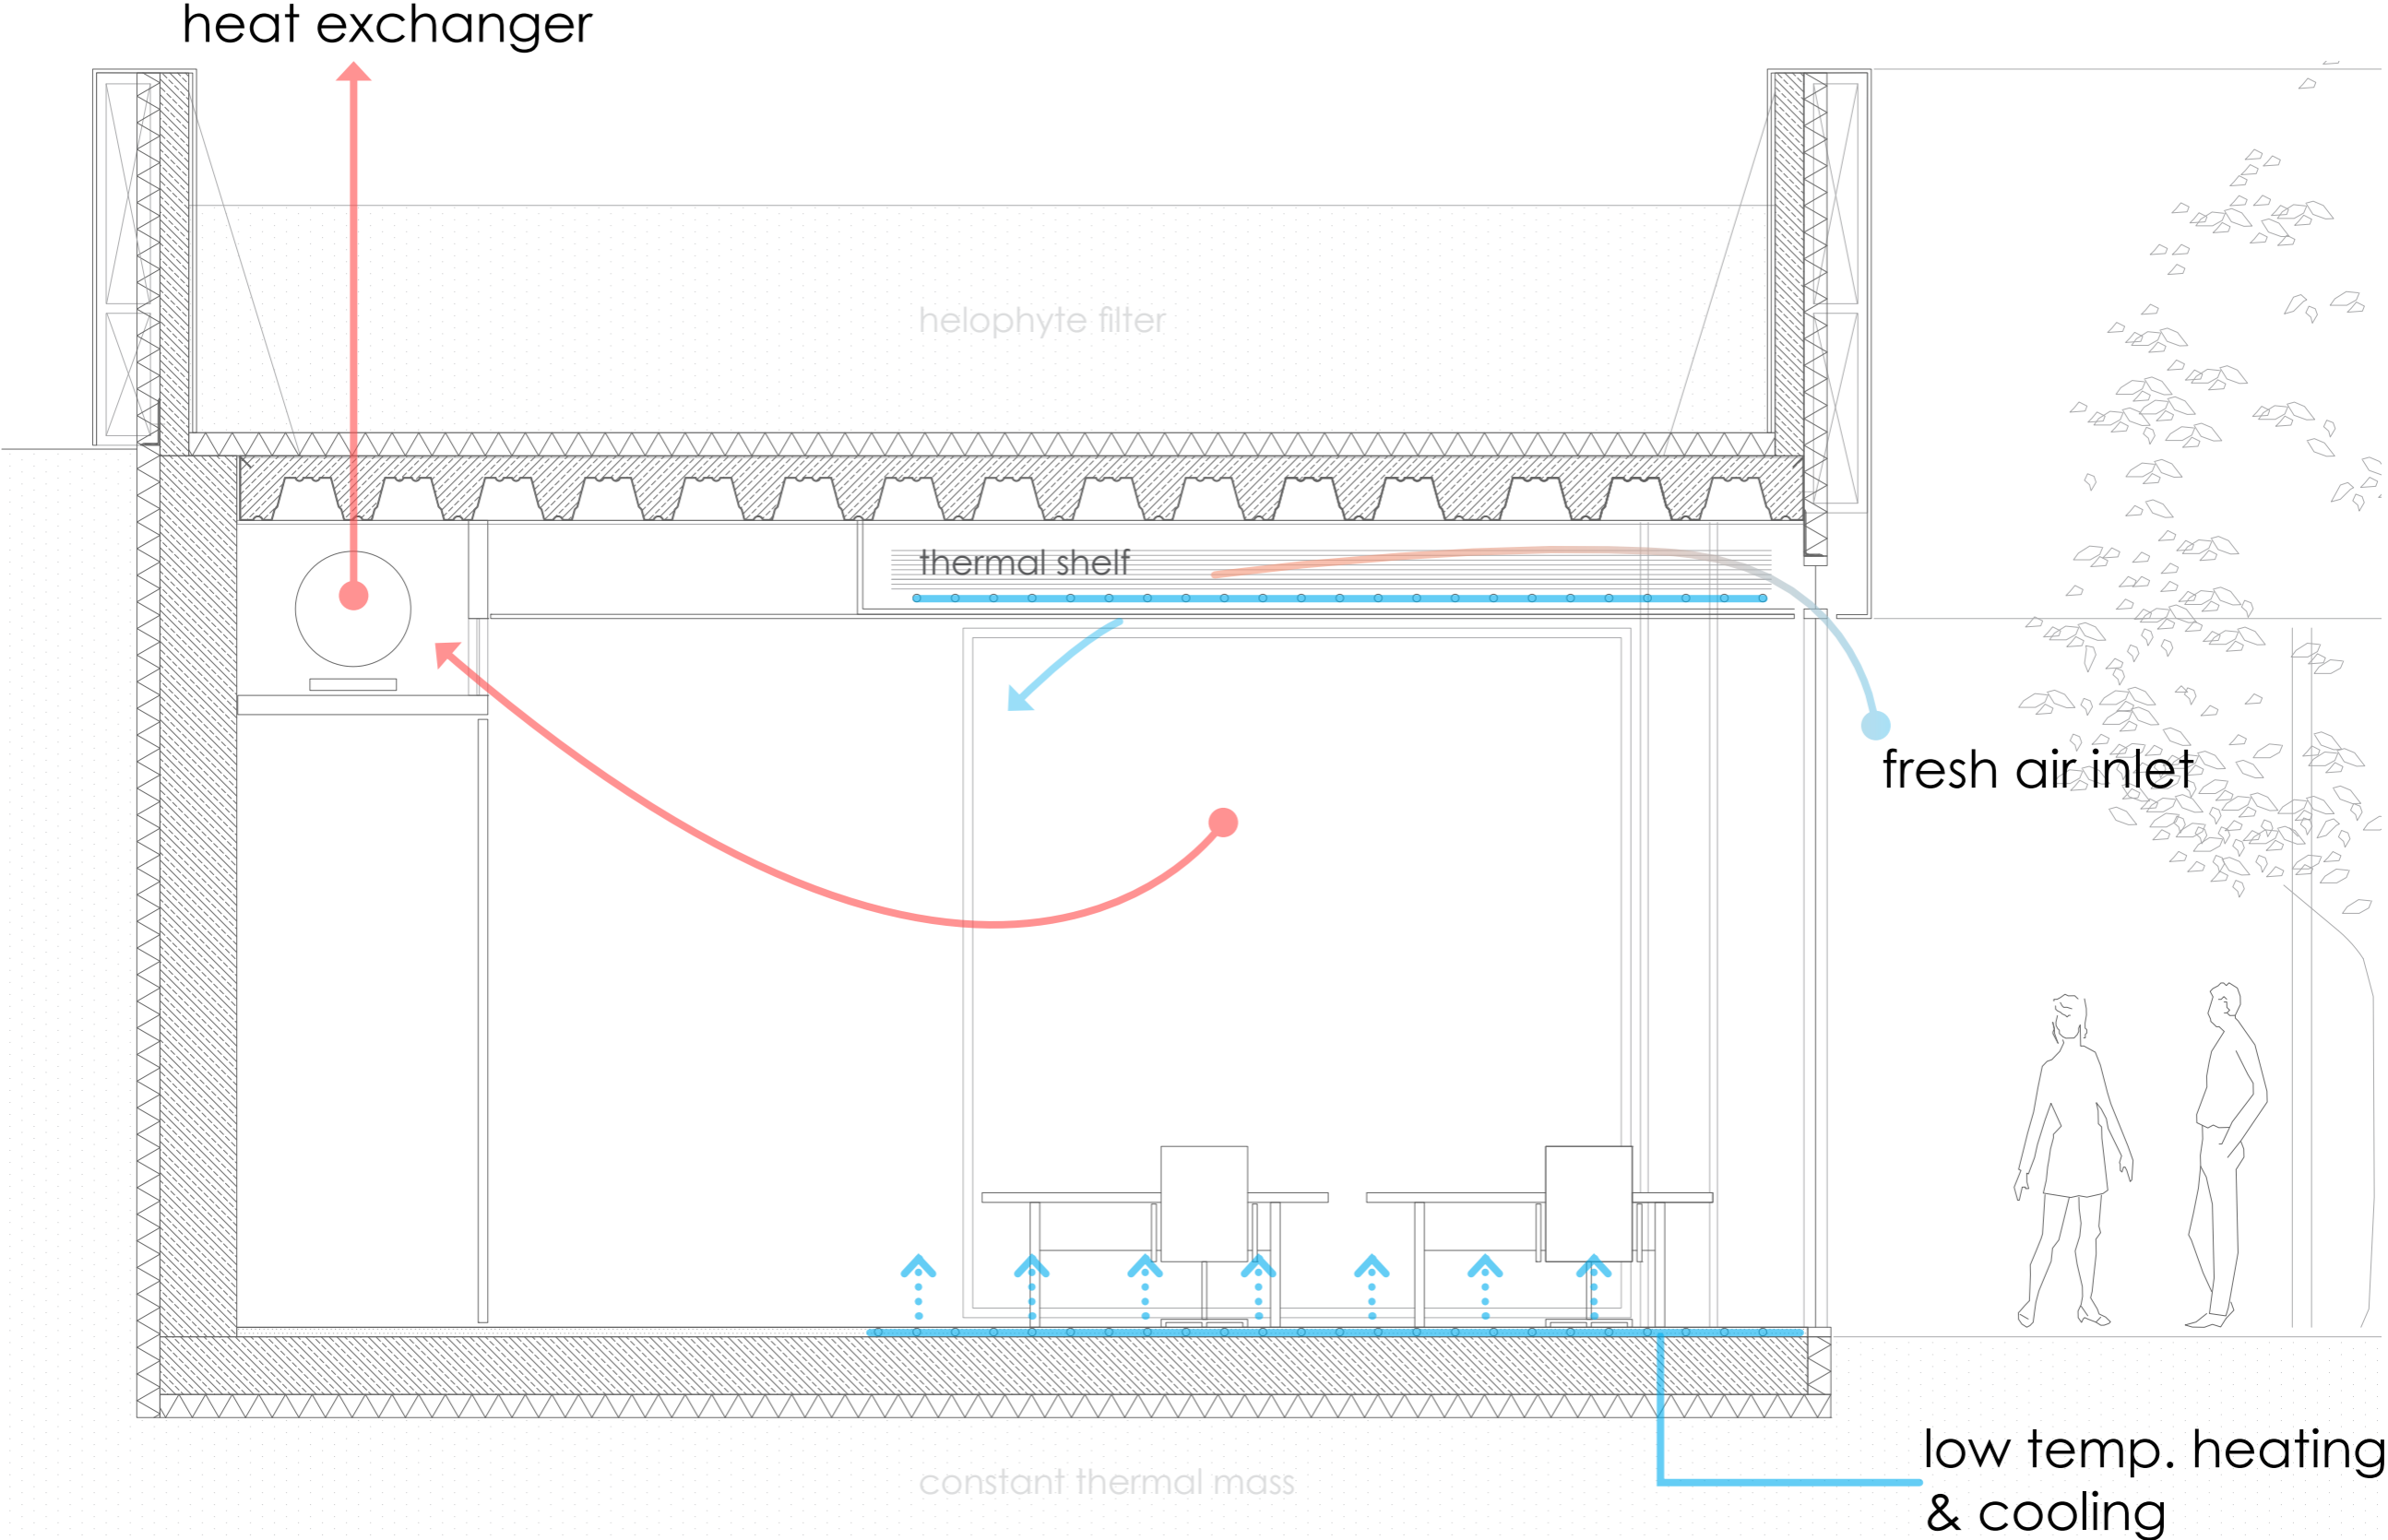 heat exchanger
helophyte filter
thermal shelf
fresh air inlet
low temp. heating
& cooling
constant thermal mass